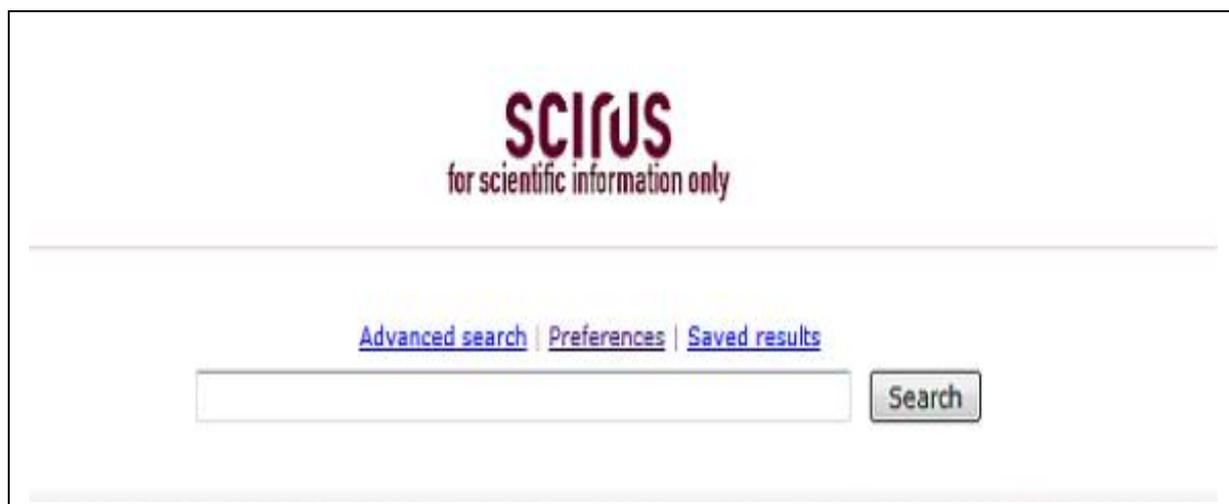 SCIRUS
for scientific information only
Advanced search | Preferences | Saved results
Search